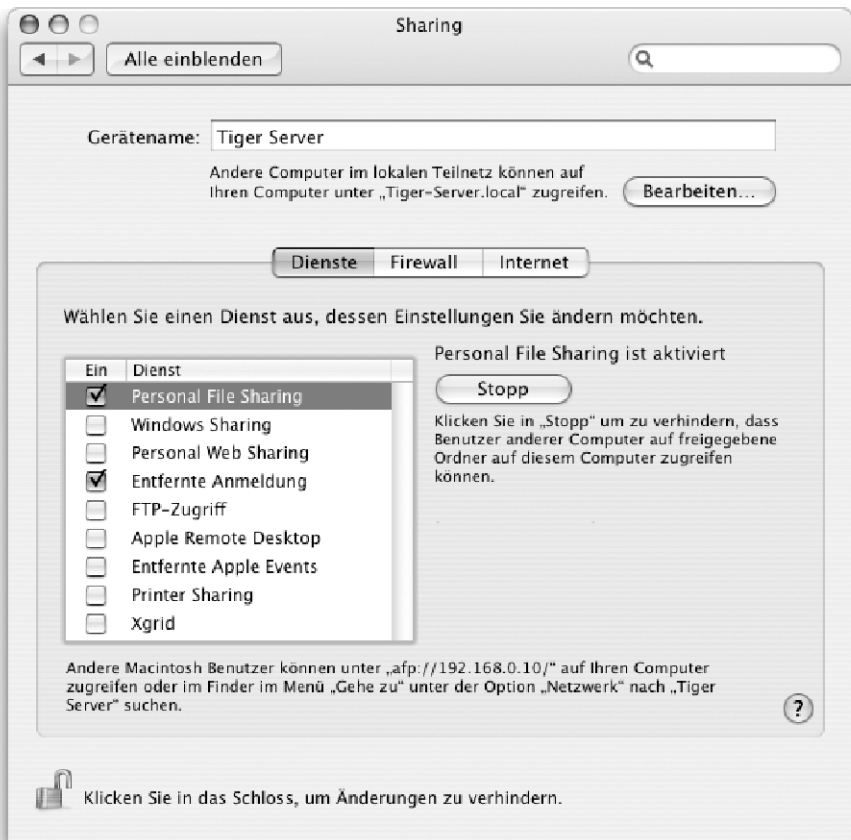 Sharing
Alle einblenden
Gerätename: Tiger Server
Andere Computer im lokalen Teilnetz können auf
Ihren Computer unter „Tiger-Server.local“ zugreifen.
Bearbeiten...
Dienste Firewall Internet
Wählen Sie einen Dienst aus, dessen Einstellungen Sie ändern möchten.
Ein Dienst
Personal File Sharing
Windows Sharing
Personal Web Sharing
Entfernte Anmeldung
FTP-Zugriff
Apple Remote Desktop
Entfernte Apple Events
Printer Sharing
Xgrid
Personal File Sharing ist aktiviert
Stopp
Klicken Sie in „Stopp“ um zu verhindern, dass
Benutzer anderer Computer auf freigegebene
Ordner auf diesem Computer zugreifen
können.
Andere Macintosh Benutzer können unter „afp://192.168.0.10/“ auf Ihren Computer
zugreifen oder im Finder im Menü „Gehe zu“ unter der Option „Netzwerk“ nach „Tiger
Server“ suchen.
?
Klicken Sie in das Schloss, um Änderungen zu verhindern.